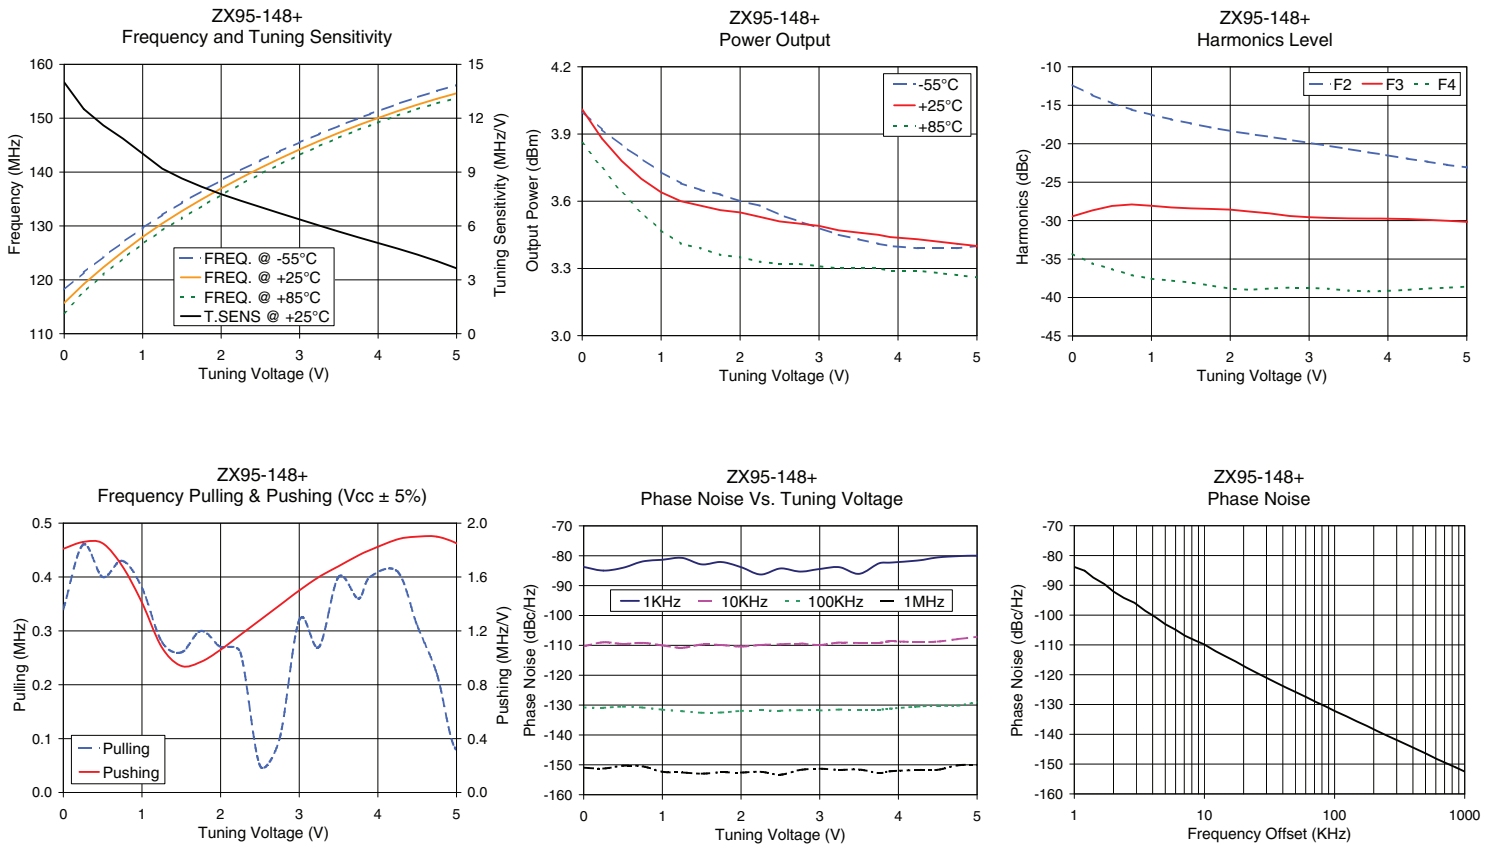 ZX95-148+
Frequency and Tuning Sensitivity
160
150
140
130
120
110
15
12
9
6
3
0
Frequency (MHz)
Tuning Sensitivity (MHz/V)
FREQ. @ -55°C
FREQ. @ +25°C
FREQ. @ +85°C
T.SENS @ +25°C
0 1 2 3 4 5
Tuning Voltage (V)
ZX95-148+
Power Output
4.2
3.9
3.6
3.3
3.0
Output Power (dBm)
-55°C
+25°C
+85°C
0 1 2 3 4 5
Tuning Voltage (V)
ZX95-148+
Harmonics Level
-10
-15
-20
-25
-30
-35
-40
-45
Harmonics (dBc)
F2 F3 F4
0 1 2 3 4 5
Tuning Voltage (V)
ZX95-148+
Frequency Pulling & Pushing (Vcc ± 5%)
0.5
0.4
0.3
0.2
0.1
0.0
2.0
1.6
1.2
0.8
0.4
0.0
Pulling (MHz)
Pushing (MHz/V)
Pulling
Pushing
0 1 2 3 4 5
Tuning Voltage (V)
ZX95-148+
Phase Noise Vs. Tuning Voltage
-70
-80
-90
-100
-110
-120
-130
-140
-150
-160
Phase Noise (dBc/Hz)
1KHz 10KHz 100KHz 1MHz
0 1 2 3 4 5
Tuning Voltage (V)
ZX95-148+
Phase Noise
-70
-80
-90
-100
-110
-120
-130
-140
-150
-160
Phase Noise (dBc/Hz)
1 10 100 1000
Frequency Offset (KHz)